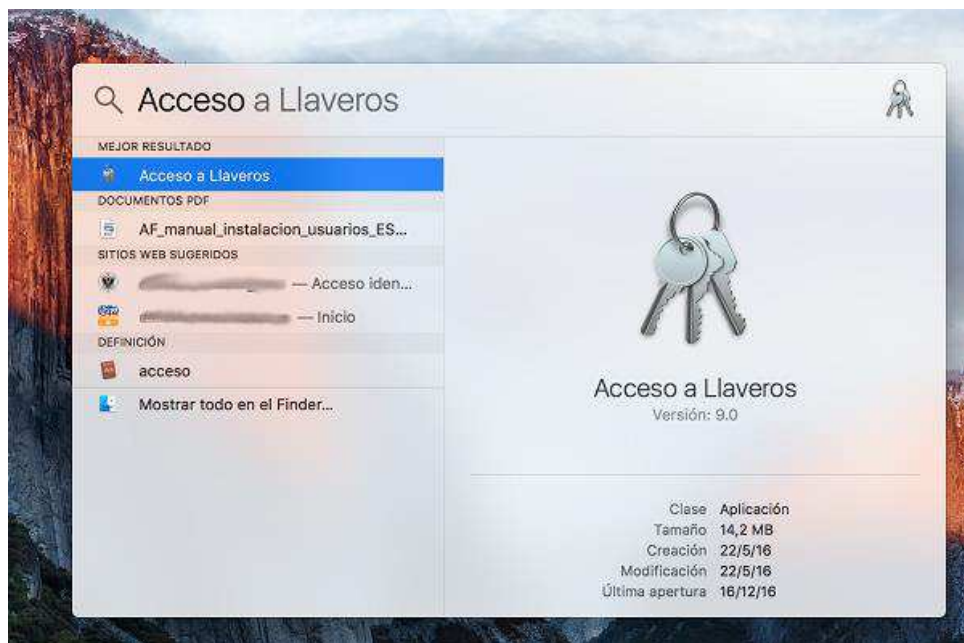 Acceso a Llaveros
MEJOR RESULTADO
Acceso a Llaveros
DOCUMENTOS PDF
AF_manual_instalacion_usuarios_ES...
SITIOS WEB SUGERIDOS
— Acceso iden...
— Inicio
DEFINICIÓN
acceso
Mostrar todo en el Finder...
Acceso a Llaveros
Versión: 9.0
Clase Aplicación
Tamaño 14,2 MB
Creación 22/5/16
Modificación 22/5/16
Última apertura 16/12/16